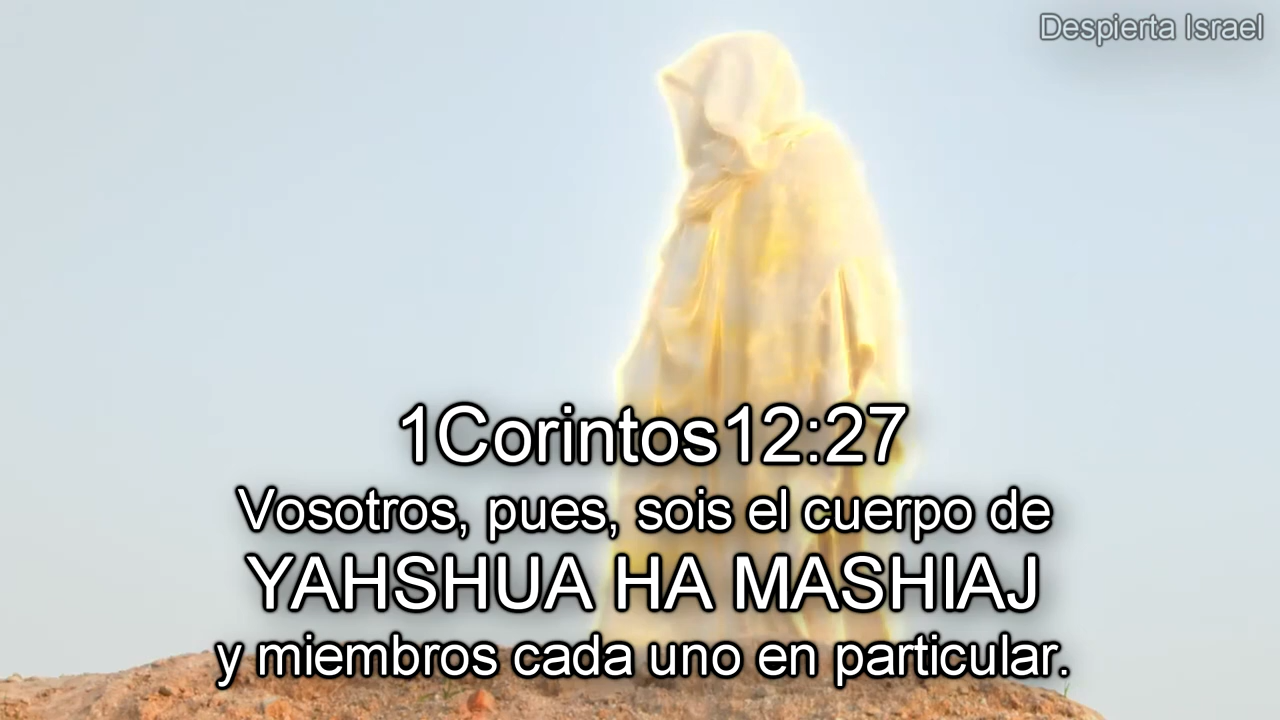 Despierta Israel
1Corintos12:27
Vosotros, pues, sois el cuerpo de
YAHSHUA HA MASHIAJ
y miembros cada uno en particular.